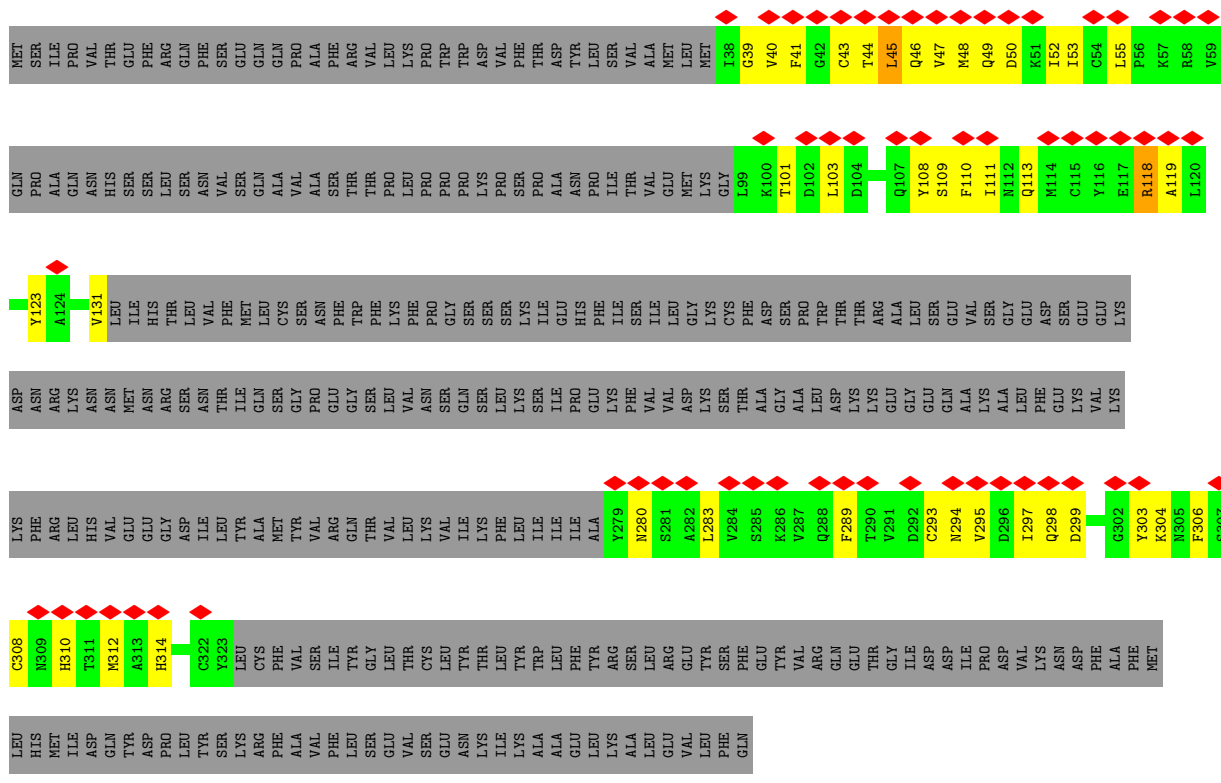 MET SER ILE PRO VAL THR GLU PHE ARG GLN PHE SER GLU GLN GLN PRO ALA PHE ARG VAL LEU LYS PRO TRP TRP ASP VAL PHE THR ASP TYR LEU SER VAL ALA MET LEU MET I38 G39 V40 F41 G42 C43 T44 L45 Q46 V47 M48 Q49 D50 K51 I52 I53 C54 L55 P56 K57 R58 V59
GLN PRO ALA GLN ASN HIS SER SER LEU SER ASN VAL SER GLN ALA VAL ALA SER THR THR PRO LEU PRO PRO PRO LYS PRO SER PRO ALA ASN PRO ILE THR VAL GLU MET LYS GLY L99 K100 T101 D102 L103 D104 Q107 Y108 S109 F110 I111 N112 Q113 M114 C115 Y116 E117 R118 A119 L120
Y123 A124 V131 LEU ILE HIS THR LEU VAL PHE MET LEU CYS SER ASN PHE TRP PHE LYS PHE PRO GLY SER SER SER LYS ILE GLU HIS PHE ILE SER ILE LEU GLY LYS CYS PHE ASP SER PRO TRP THR THR ARG ALA LEU SER GLU VAL SER GLY GLU ASP SER GLU GLU LYS
ASP ASN ARG LYS ASN ASN MET ASN ARG SER ASN THR ILE GLN SER GLY PRO GLU GLY SER LEU VAL ASN SER GLN SER LEU LYS SER ILE PRO GLU LYS PHE VAL VAL ASP LYS SER THR ALA GLY ALA LEU ASP LYS LYS GLU GLY GLU GLN ALA LYS ALA LEU PHE GLU LYS VAL LYS
LYS PHE ARG LEU HIS VAL GLU GLU GLY ASP ILE LEU TYR ALA MET TYR VAL ARG GLN THR VAL LEU LYS VAL ILE LYS PHE LEU ILE ILE ILE ALA Y279 N280 S281 A282 L283 V284 S285 K286 V287 Q288 F289 T290 V291 D292 C293 N294 V295 D296 I297 Q298 D299 G302 Y303 K304 N305 F306 S307
C308 N309 H310 T311 M312 A313 H314 C322 Y323 LEU CYS PHE VAL SER ILE TYR GLY LEU THR CYS LEU TYR THR LEU TYR TRP LEU PHE TYR ARG SER LEU ARG GLU TYR SER PHE GLU TYR VAL ARG GLN GLU THR GLY ILE ASP ASP ILE PRO ASP VAL LYS ASN ASP PHE ALA PHE MET
LEU HIS MET ILE ASP GLN TYR ASP PRO LEU TYR SER LYS ARG PHE ALA VAL PHE LEU SER GLU VAL SER GLU ASN LYS ILE LYS ALA ALA GLU LEU LYS ALA LEU GLU VAL LEU PHE GLN